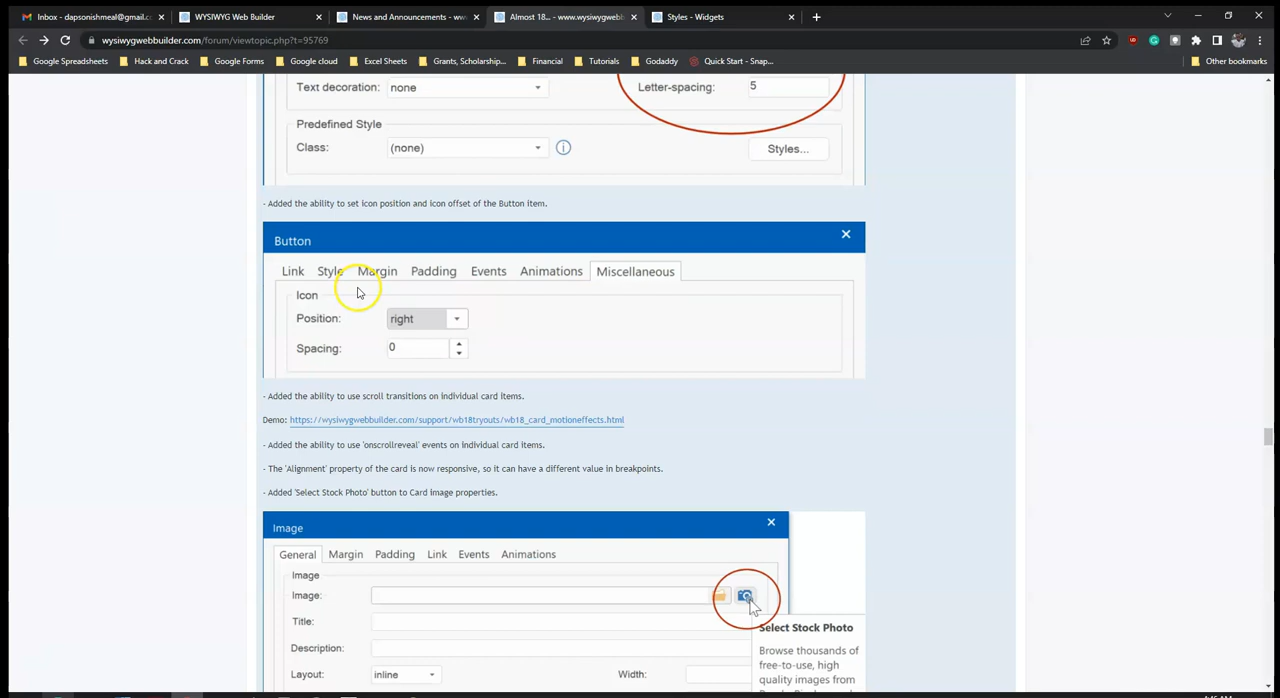 Inbox - dapsonishmeal@gmail.c
WYSIWYG Web Builder
News and Announcements - ww
Almost 18... - www.wysiwygwebb
Styles - Widgets
wysiwygwebbuilder.com/forum/viewtopic.php?t=95769
Google Spreadsheets
Hack and Crack
Google Forms
Google cloud
Excel Sheets
Grants, Scholarship...
Financial
Tutorials
Godaddy
Quick Start - Snap...
Other bookmarks
Text decoration: none
Letter-spacing: 5
Predefined Style
Class: (none)
Styles...
- Added the ability to set icon position and icon offset of the Button item.
Button
Link Style Margin Padding Events Animations Miscellaneous
Icon
Position: right
Spacing: 0
- Added the ability to use scroll transitions on individual card items.
Demo: https://wysiwygwebbuilder.com/support/wb18tryouts/wb18_card_motioneffects.html
- Added the ability to use 'onscrollreveal' events on individual card items.
- The 'Alignment' property of the card is now responsive, so it can have a different value in breakpoints.
- Added 'Select Stock Photo' button to Card image properties.
Image
General Margin Padding Link Events Animations
Image
Image:
Title:
Select Stock Photo
Description:
Browse thousands of
free-to-use, high
Layout: inline
Width:
quality images from